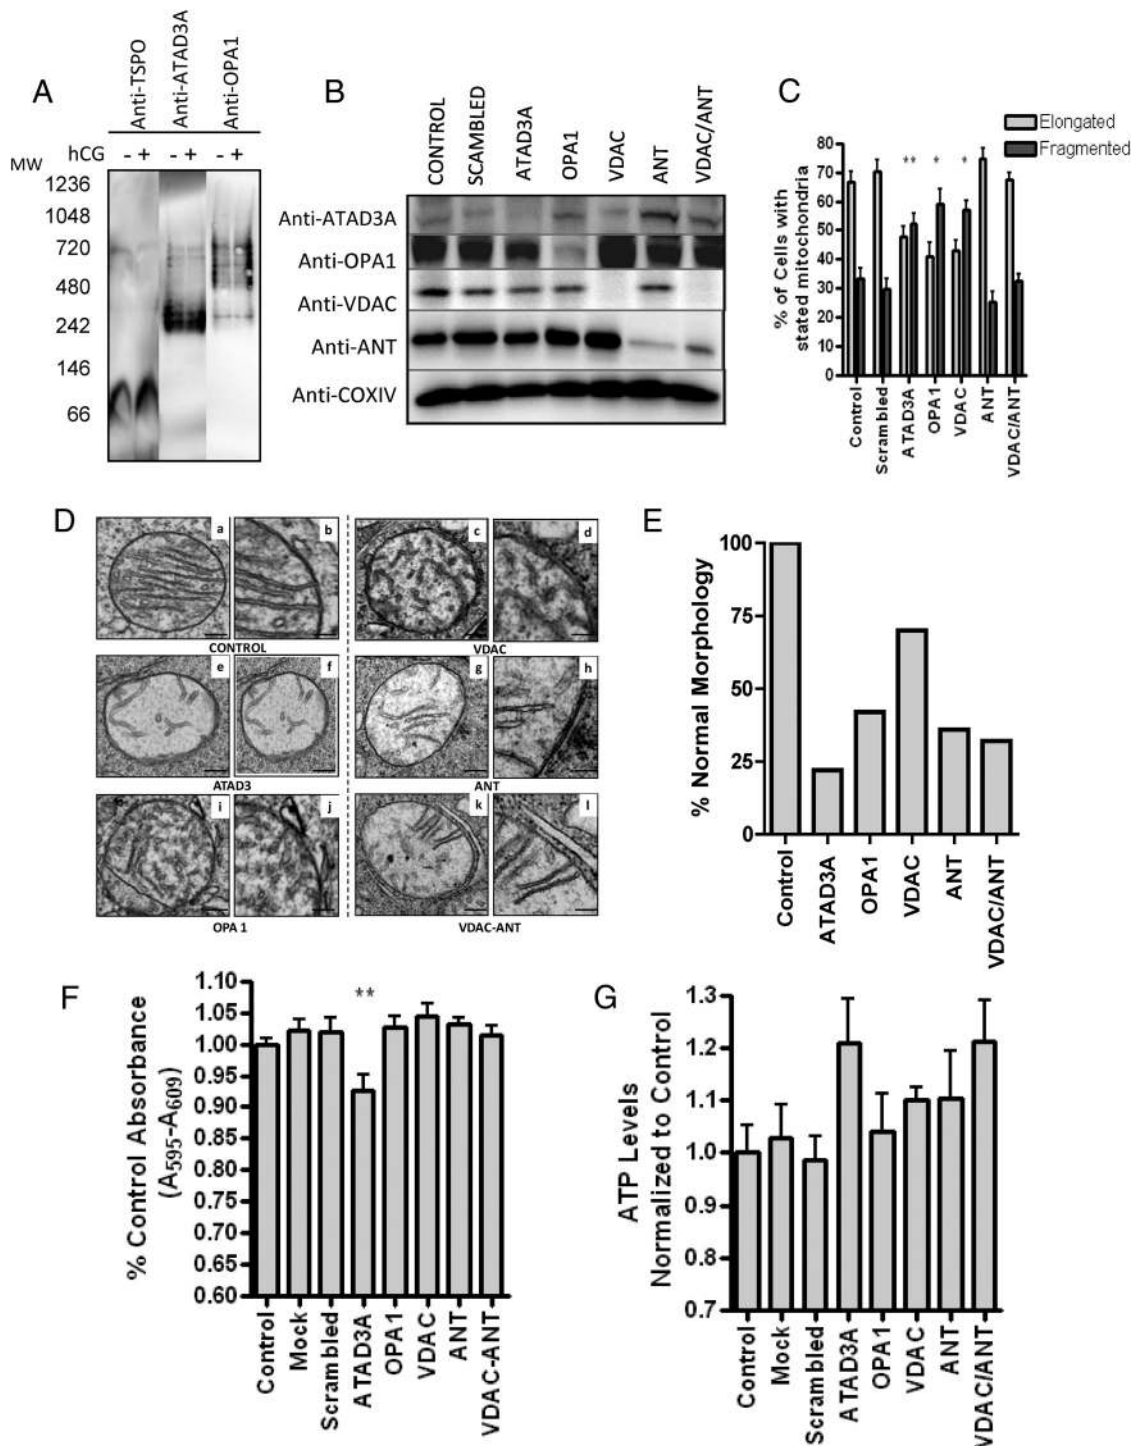 A
Anti-TSPO
Anti-ATAD3A
Anti-OPA1
MW
hCG
- + - + - +
1236
1048
720
480
242
146
66
B
CONTROL
SCAMBLED
ATAD3A
OPA1
VDAC
ANT
VDAC/ANT
Anti-ATAD3A
Anti-OPA1
Anti-VDAC
Anti-ANT
Anti-COXIV
C
Elongated
Fragmented
% of Cells with
stated mitochondria
80
70
60
50
40
30
20
10
0
** * *
Control
Scrambled
ATAD3A
OPA1
VDAC
ANT
VDAC/ANT
D
a b c d
CONTROL VDAC
e f g h
ATAD3 ANT
i j k l
OPA 1 VDAC-ANT
E
% Normal Morphology
100
75
50
25
0
Control
ATAD3A
OPA1
VDAC
ANT
VDAC/ANT
F
% Control Absorbance
(A595-A609)
1.10
1.05
1.00
0.95
0.90
0.85
0.80
0.75
0.70
0.65
0.60
**
Control
Mock
Scrambled
ATAD3A
OPA1
VDAC
ANT
VDAC-ANT
G
ATP Levels
Normalized to Control
1.3
1.2
1.1
1.0
0.9
0.8
0.7
Control
Mock
Scrambled
ATAD3A
OPA1
VDAC
ANT
VDAC/ANT